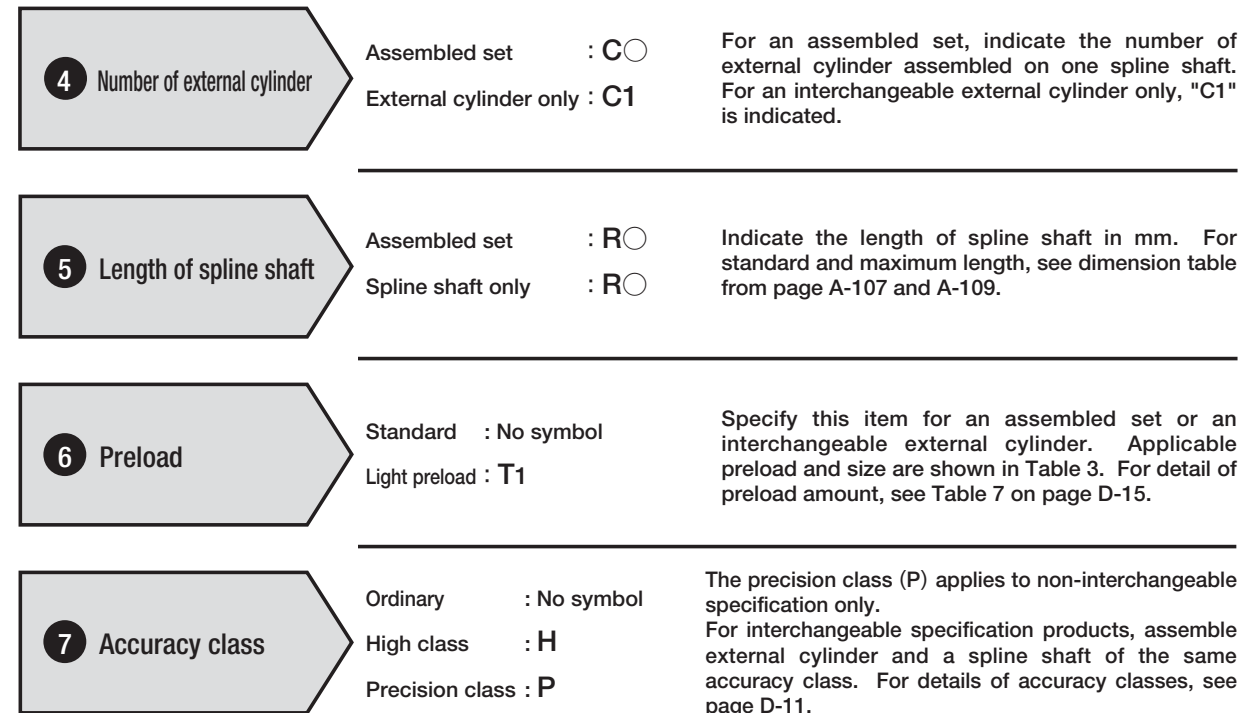 4 Number of external cylinder
Assembled set : C○
External cylinder only : C1
For an assembled set, indicate the number of
external cylinder assembled on one spline shaft.
For an interchangeable external cylinder only, "C1"
is indicated.
5 Length of spline shaft
Assembled set : R○
Spline shaft only : R○
Indicate the length of spline shaft in mm. For
standard and maximum length, see dimension table
from page A-107 and A-109.
6 Preload
Standard : No symbol
Light preload : T1
Specify this item for an assembled set or an
interchangeable external cylinder. Applicable
preload and size are shown in Table 3. For detail of
preload amount, see Table 7 on page D-15.
7 Accuracy class
Ordinary : No symbol
High class : H
Precision class : P
The precision class (P) applies to non-interchangeable
specification only.
For interchangeable specification products, assemble
external cylinder and a spline shaft of the same
accuracy class. For details of accuracy classes, see
page D-11.